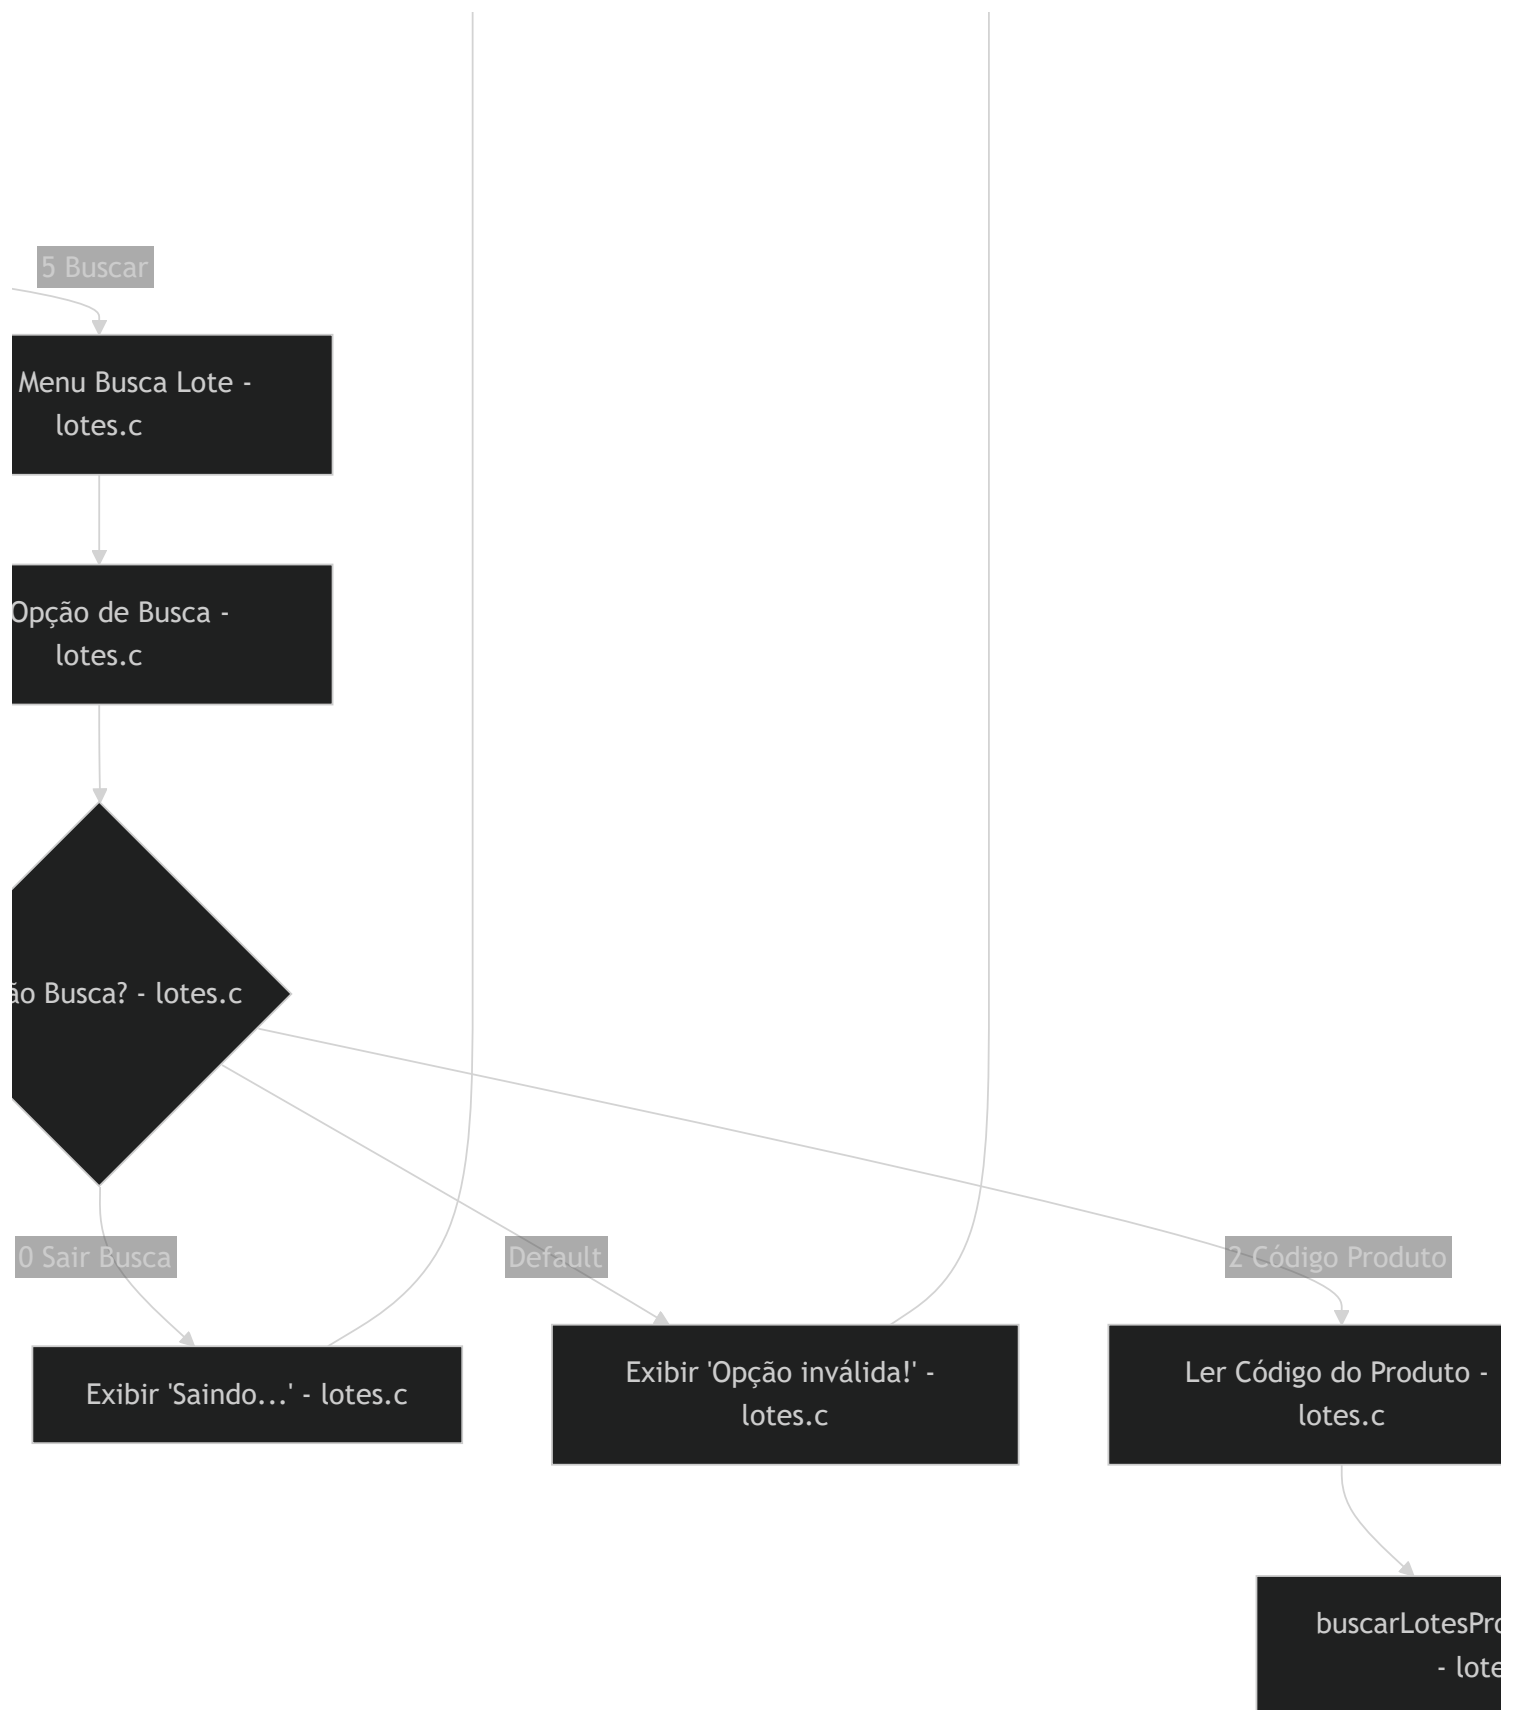 5 Buscar
Menu Busca Lote -
lotes.c
Opção de Busca -
lotes.c
ão Busca? - lotes.c
0 Sair Busca
Default
2 Código Produto
Exibir 'Saindo...' - lotes.c
Exibir 'Opção inválida!' -
lotes.c
Ler Código do Produto -
lotes.c
buscarLotesPro
- lote